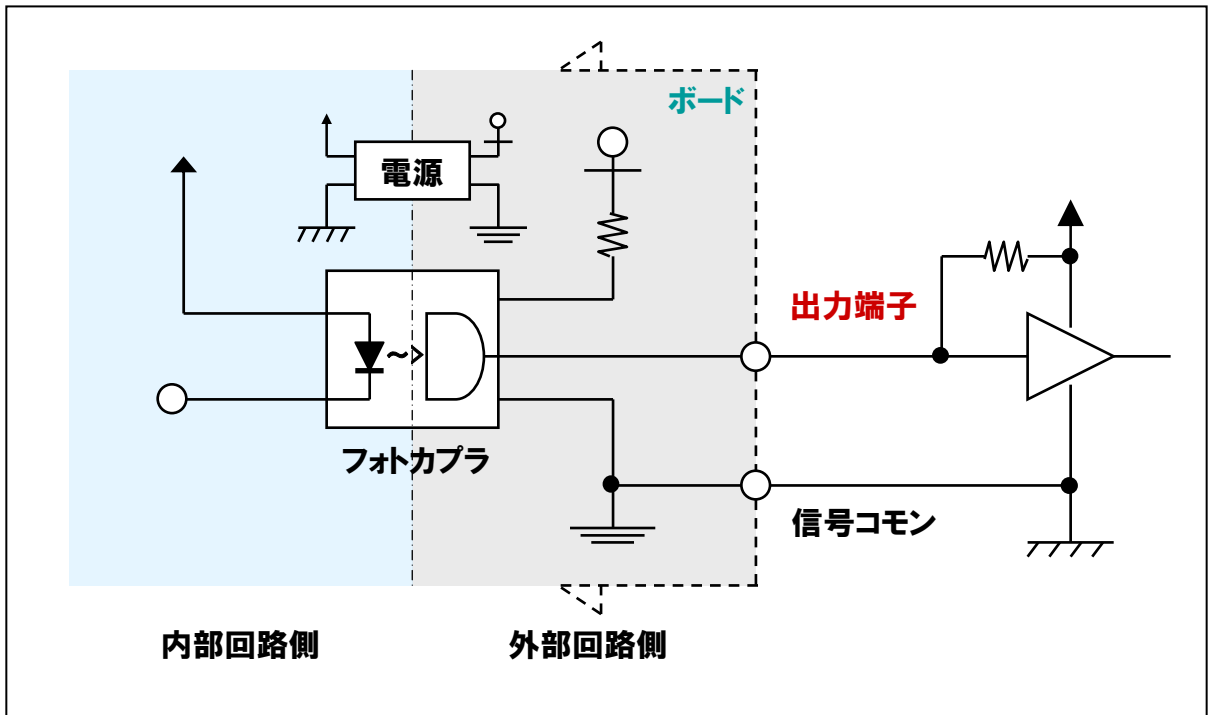 ボード
電源
出力端子
フォトカプラ
信号コモン
内部回路側
外部回路側